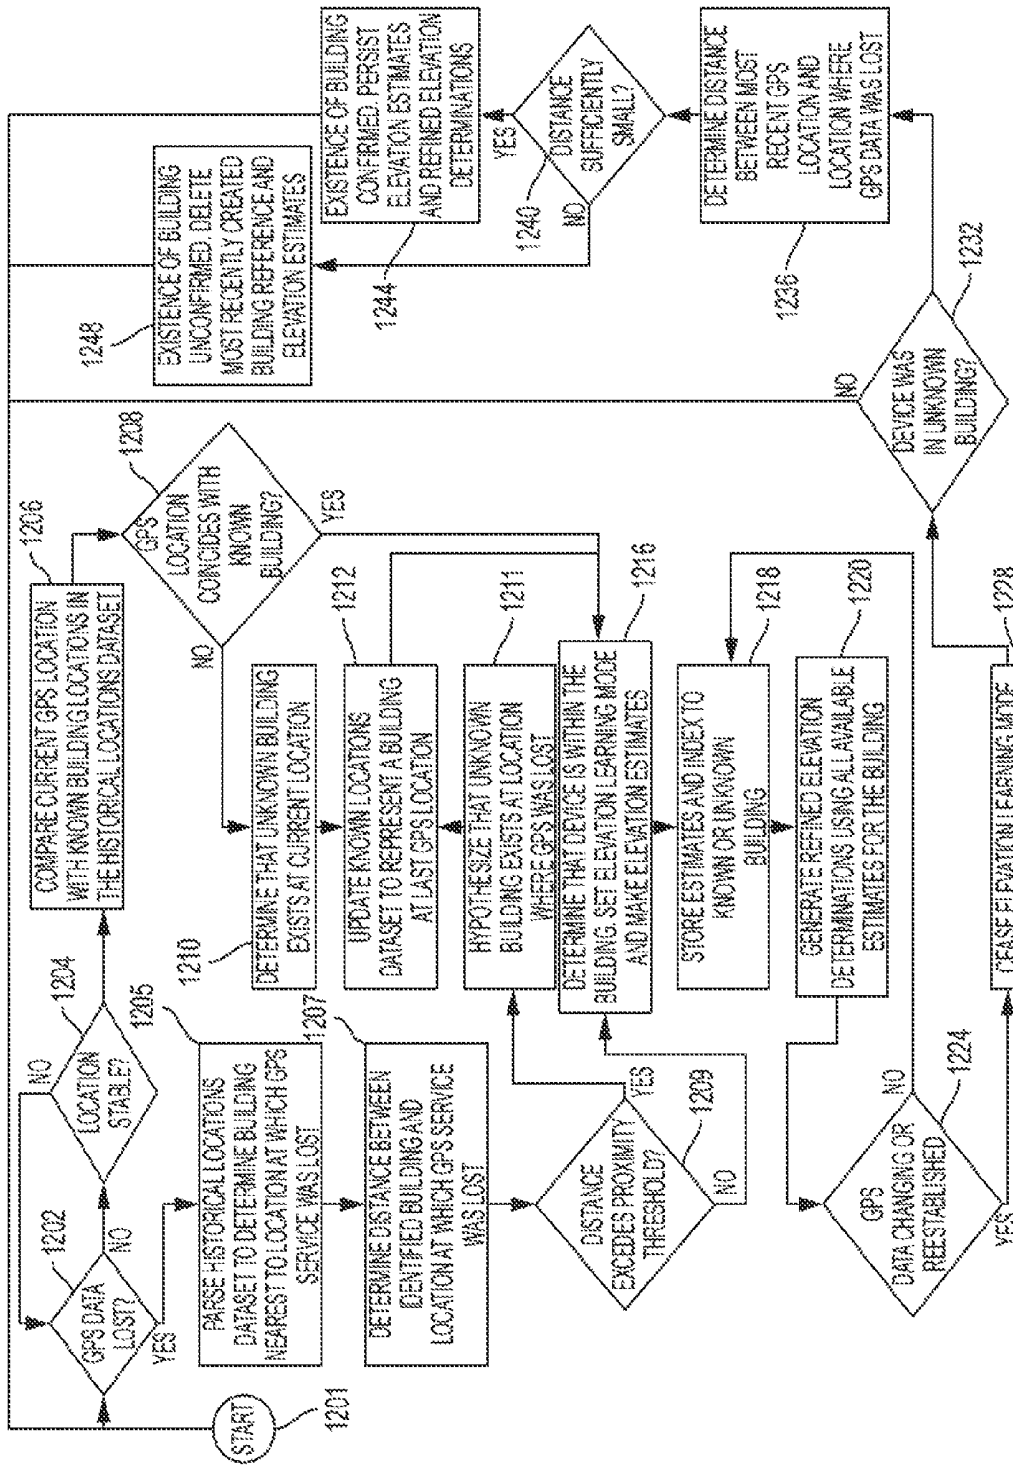 START
1201
GPS DATA
LOST?
1202
NO
YES
LOCATION
STABLE?
1204
NO
COMPARE CURRENT GPS LOCATION
WITH KNOWN BUILDING LOCATIONS IN
THE HISTORICAL LOCATIONS DATASET
1206
GPS
LOCATION
COINCIDES WITH
KNOWN
BUILDING?
1208
NO
YES
PARSE HISTORICAL LOCATIONS
DATASET TO DETERMINE BUILDING
NEAREST TO LOCATION AT WHICH GPS
SERVICE WAS LOST
1205
DETERMINE DISTANCE BETWEEN
IDENTIFIED BUILDING AND
LOCATION AT WHICH GPS SERVICE
WAS LOST
1207
DISTANCE
EXCEDES PROXIMITY
THRESHOLD?
1209
YES
NO
DETERMINE THAT UNKNOWN BUILDING
EXISTS AT CURRENT LOCATION
1210
UPDATE KNOWN LOCATIONS
DATASET TO REPRESENT A BUILDING
AT LAST GPS LOCATION
1212
HYPOTHESIZE THAT UNKNOWN
BUILDING EXISTS AT LOCATION
WHERE GPS WAS LOST
1211
DETERMINE THAT DEVICE IS WITHIN THE
BUILDING. SET ELEVATION LEARNING MODE
AND MAKE ELEVATION ESTIMATES
1216
STORE ESTIMATES AND INDEX TO
KNOWN OR UNKNOWN
BUILDING
1218
GENERATE REFINED ELEVATION
DETERMINATIONS USING ALL AVAILABLE
ESTIMATES FOR THE BUILDING
1220
GPS
DATA CHANGING OR
REESTABLISHED
1224
NO
YES
CEASE ELEVATION LEARNING MODE
1228
DEVICE WAS
IN UNKNOWN
BUILDING?
1232
NO
DETERMINE DISTANCE
BETWEEN MOST
RECENT GPS
LOCATION AND
LOCATION WHERE
GPS DATA WAS LOST
1236
DISTANCE
SUFFICIENTLY
SMALL?
1240
YES
NO
EXISTENCE OF BUILDING
CONFIRMED. PERSIST
ELEVATION ESTIMATES
AND REFINED ELEVATION
DETERMINATIONS
1244
EXISTENCE OF BUILDING
UNCONFIRMED. DELETE
MOST RECENTLY CREATED
BUILDING REFERENCE AND
ELEVATION ESTIMATES
1248